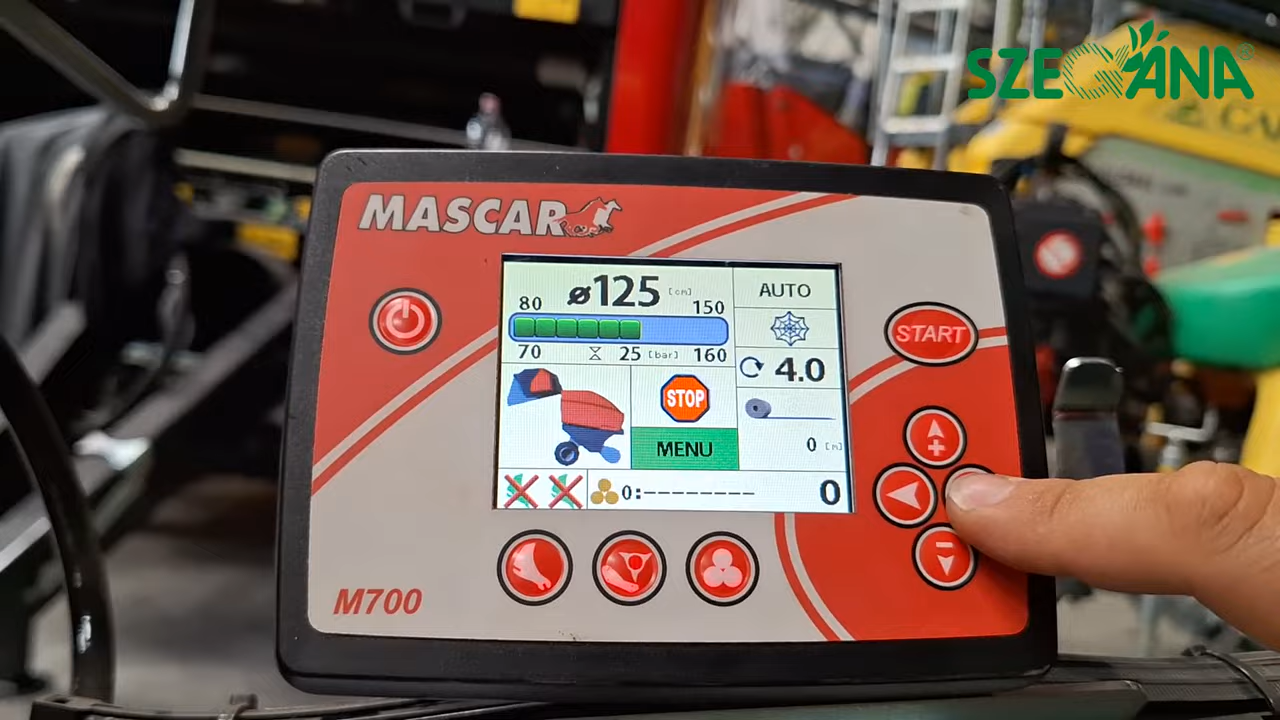 SZEGÁNA®
MASCAR
ø125 [cm]
80 150
70 25 [bar] 160
AUTO
4.0
STOP
MENU
0 [m]
0:--------- 0
START
+
−
M700